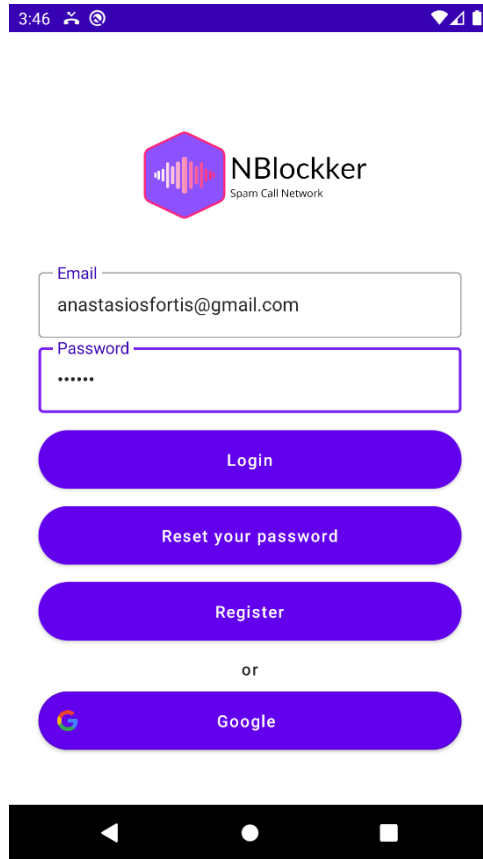 3:46
NBlockker
Spam Call Network
Email
anastasiosfortis@gmail.com
Password
••••••
Login
Reset your password
Register
or
Google